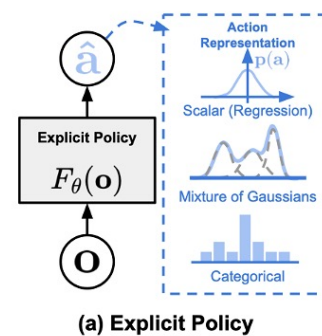 â
Explicit Policy
F_θ(o)
o
Action
Representation
p(a)
Scalar (Regression)
Mixture of Gaussians
Categorical
(a) Explicit Policy